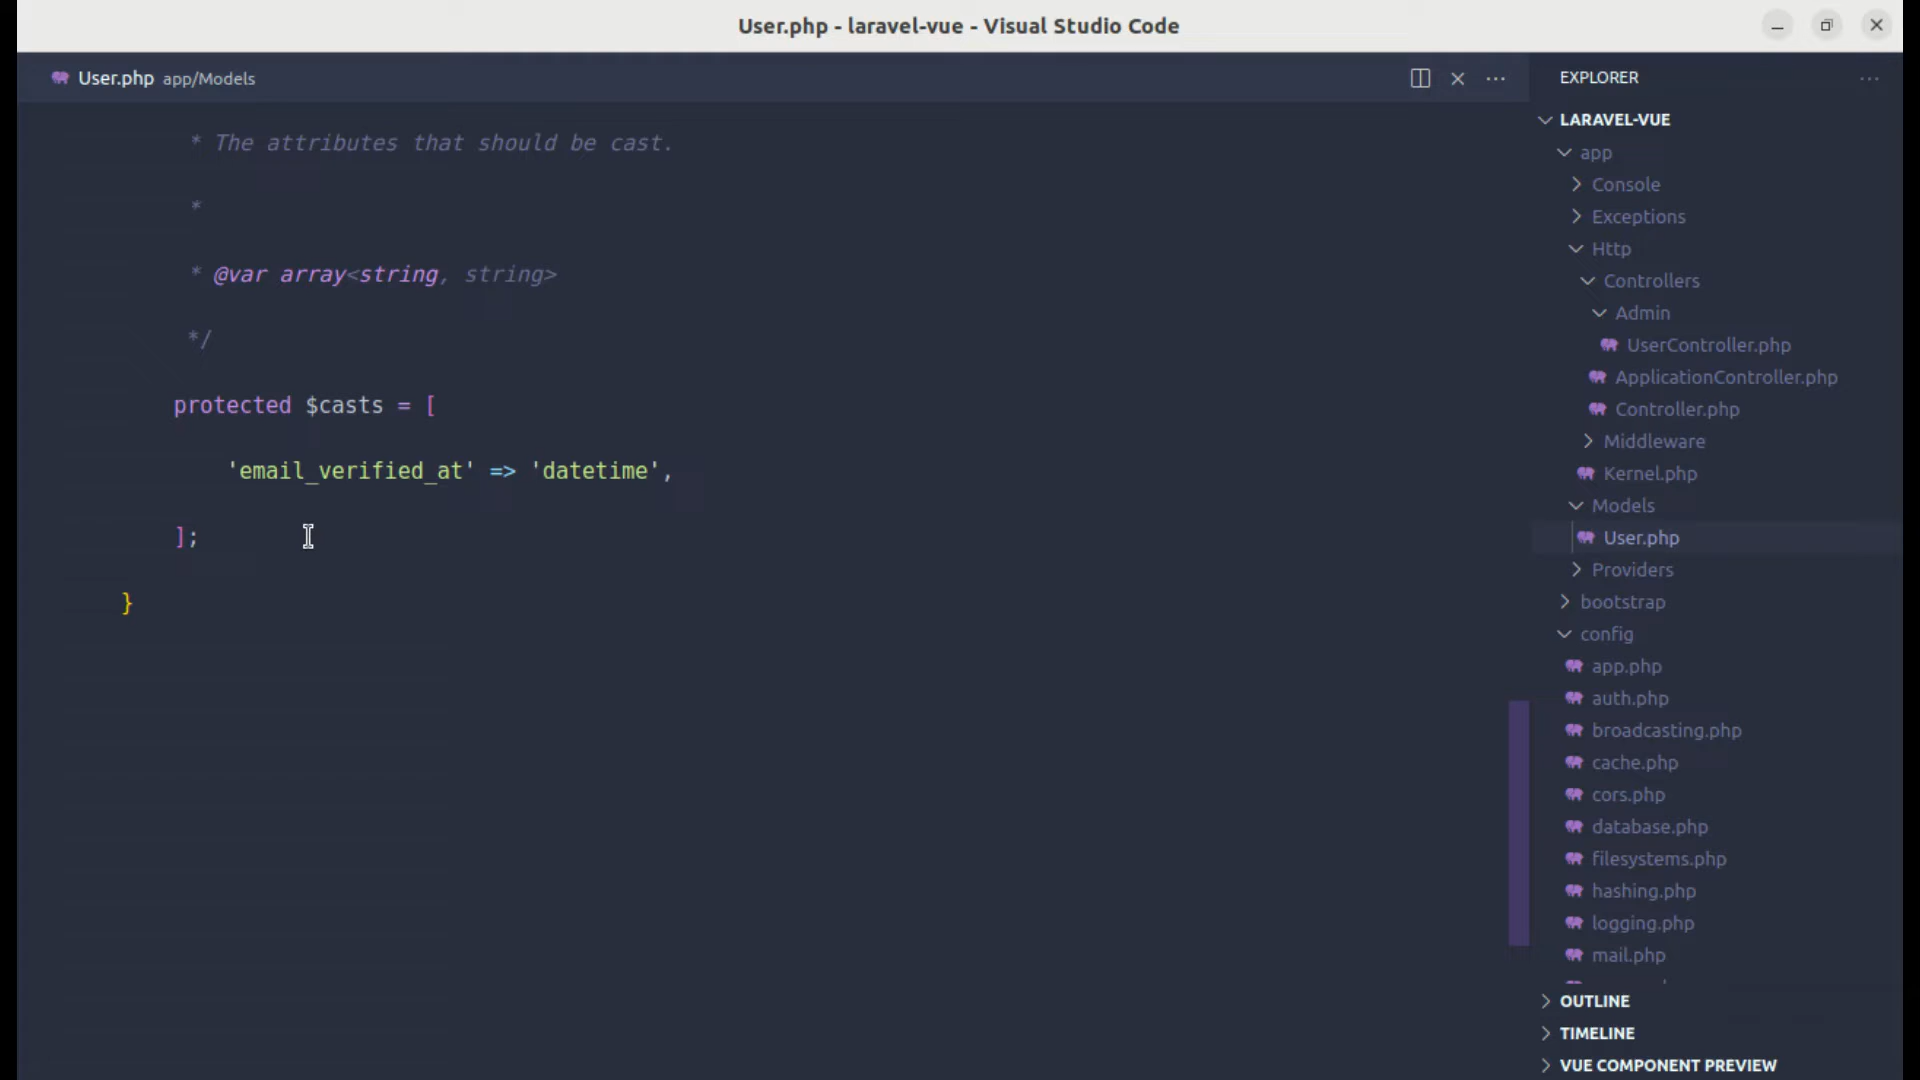 User.php - laravel-vue - Visual Studio Code
User.php app/Models
* The attributes that should be cast.
*
* @var array<string, string>
*/
protected $casts = [
'email_verified_at' => 'datetime',
];
}
EXPLORER
LARAVEL-VUE
app
Console
Exceptions
Http
Controllers
Admin
UserController.php
ApplicationController.php
Controller.php
Middleware
Kernel.php
Models
User.php
Providers
bootstrap
config
app.php
auth.php
broadcasting.php
cache.php
cors.php
database.php
filesystems.php
hashing.php
logging.php
mail.php
OUTLINE
TIMELINE
VUE COMPONENT PREVIEW